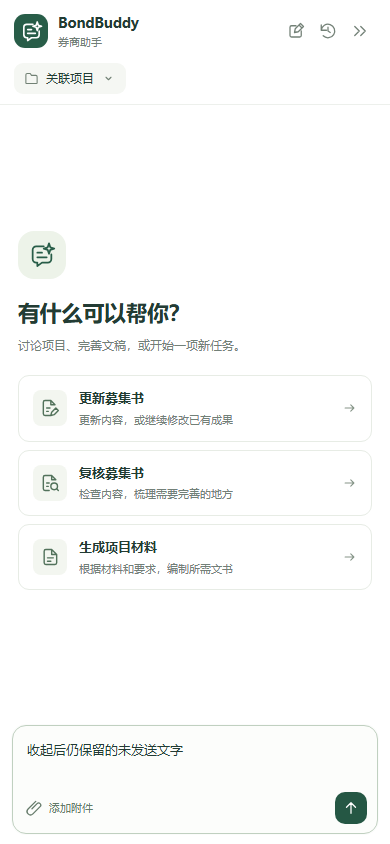 BondBuddy
券商助手
关联项目
有什么可以帮你?
讨论项目、完善文稿，或开始一项新任务。
更新募集书
更新内容，或继续修改已有成果
复核募集书
检查内容，梳理需要完善的地方
生成项目材料
根据材料和要求，编制所需文书
收起后仍保留的未发送文字
添加附件